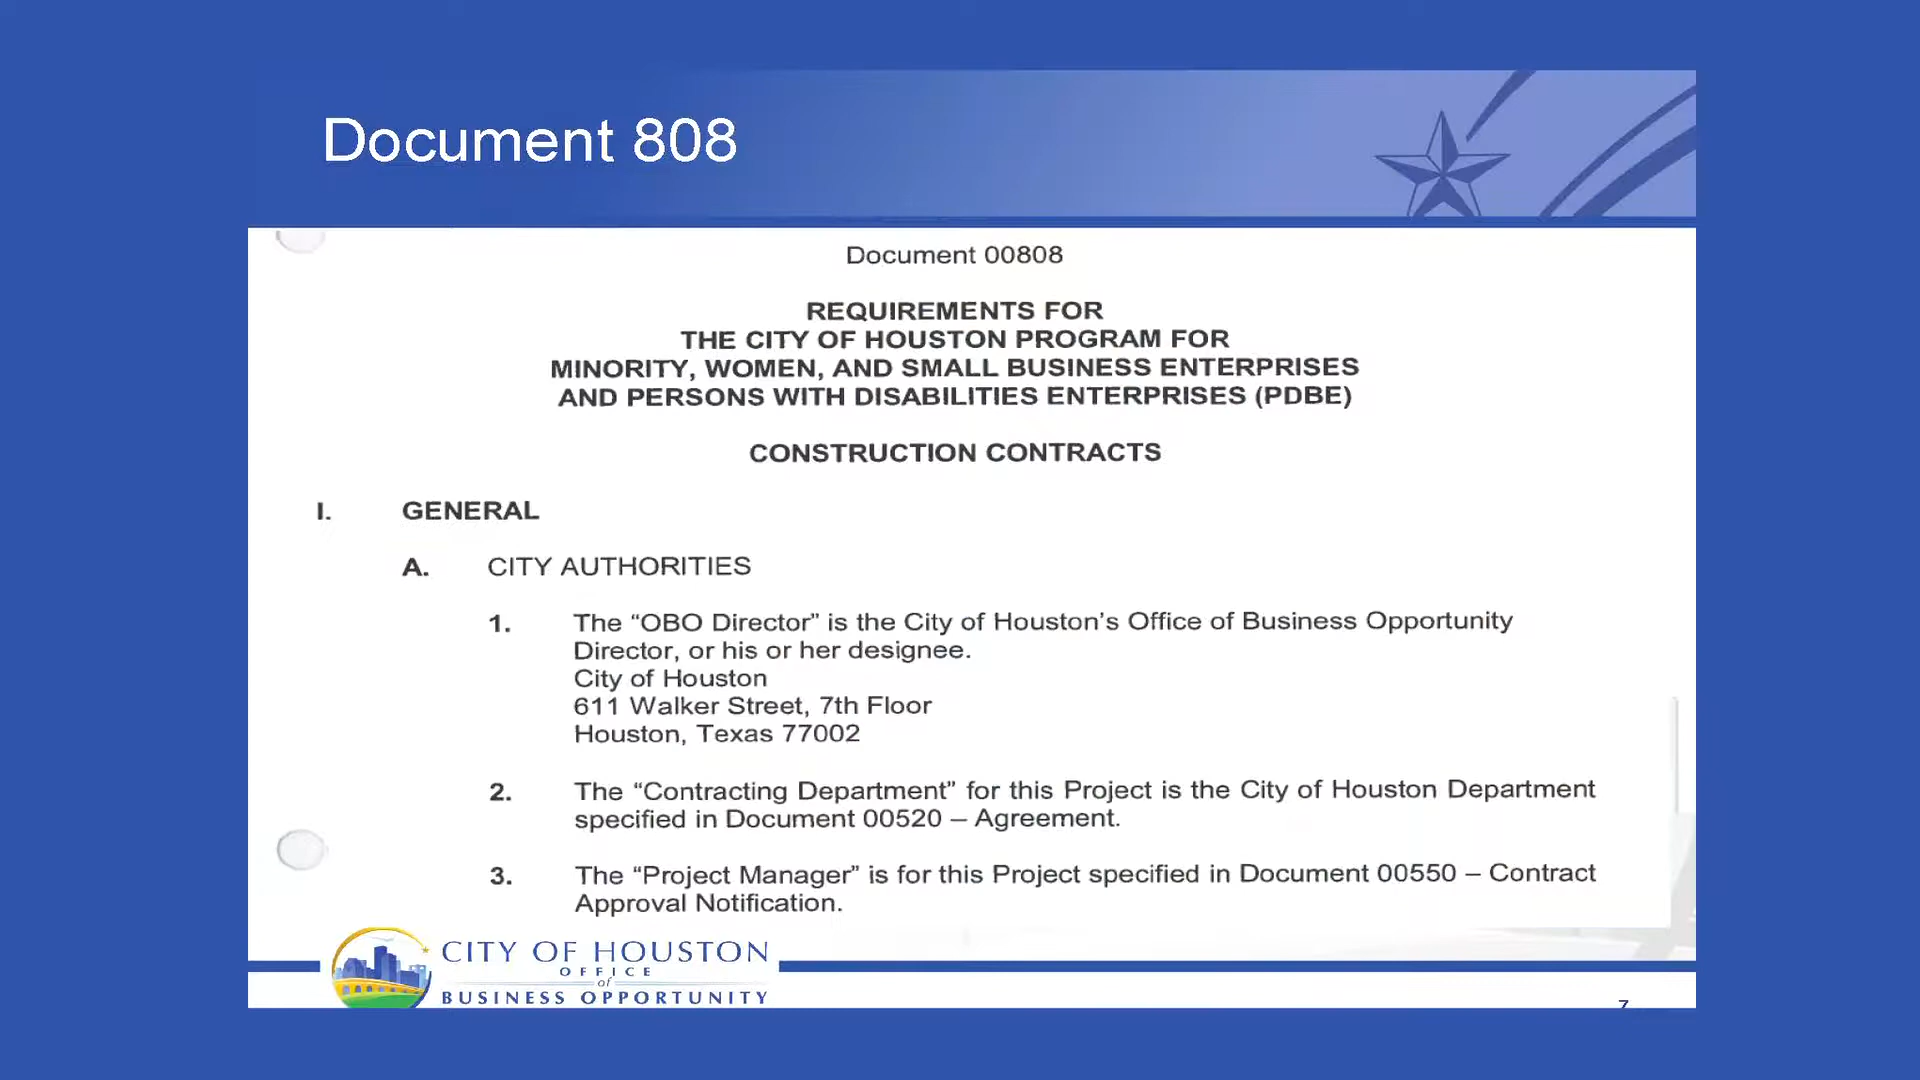 Document 808
Document 00808
REQUIREMENTS FOR
THE CITY OF HOUSTON PROGRAM FOR
MINORITY, WOMEN, AND SMALL BUSINESS ENTERPRISES
AND PERSONS WITH DISABILITIES ENTERPRISES (PDBE)
CONSTRUCTION CONTRACTS
I. GENERAL
A. CITY AUTHORITIES
1. The “OBO Director” is the City of Houston’s Office of Business Opportunity
Director, or his or her designee.
City of Houston
611 Walker Street, 7th Floor
Houston, Texas 77002
2. The “Contracting Department” for this Project is the City of Houston Department
specified in Document 00520 – Agreement.
3. The “Project Manager” is for this Project specified in Document 00550 – Contract
Approval Notification.
CITY OF HOUSTON
OFFICE
of
BUSINESS OPPORTUNITY
7